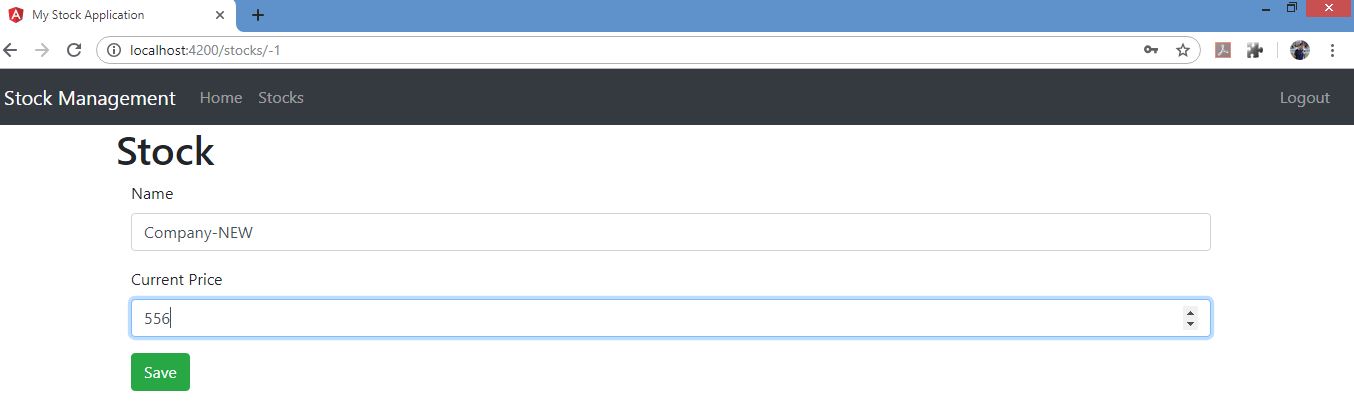 My Stock Application
localhost:4200/stocks/-1
Stock Management Home Stocks Logout
Stock
Name
Company-NEW
Current Price
556
Save